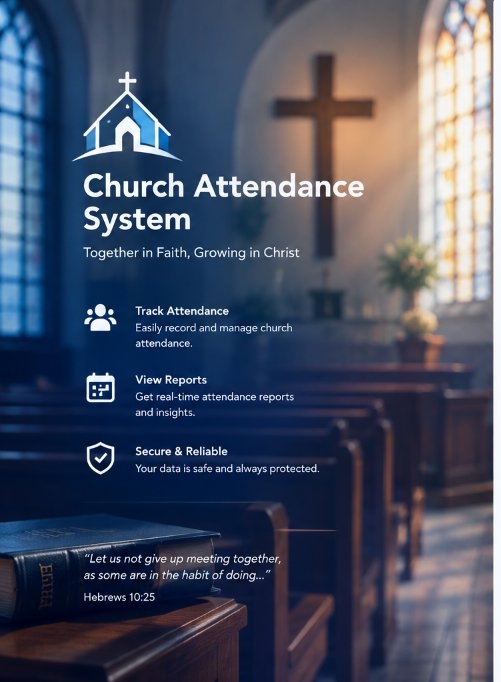 Church Attendance
System
Together in Faith, Growing in Christ
Track Attendance
Easily record and manage church
attendance.
View Reports
Get real-time attendance reports
and insights.
Secure & Reliable
Your data is safe and always protected.
“Let us not give up meeting together,
as some are in the habit of doing...”
Hebrews 10:25